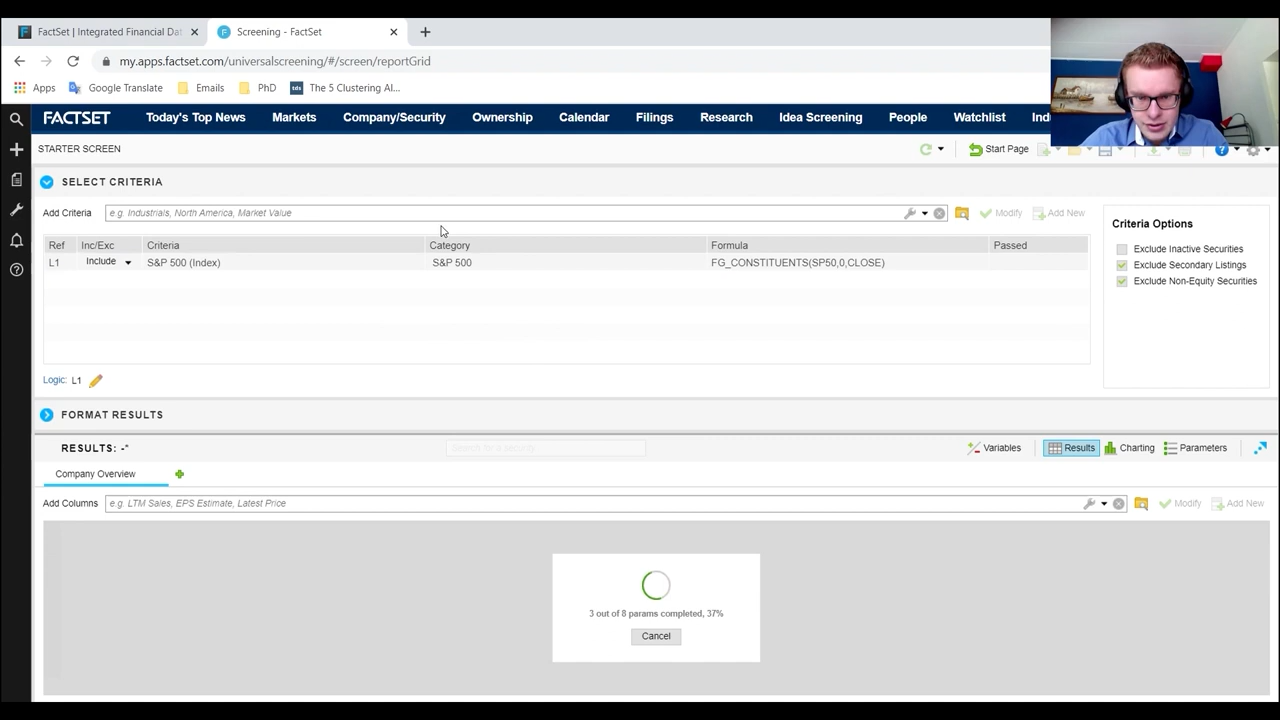 FactSet | Integrated Financial Dat
Screening - FactSet
my.apps.factset.com/universalscreening/#/screen/reportGrid
Apps Google Translate Emails PhD tds The 5 Clustering Al...
FACTSET Today's Top News Markets Company/Security Ownership Calendar Filings Research Idea Screening People Watchlist Ind
STARTER SCREEN
Start Page
SELECT CRITERIA
Add Criteria e.g. Industrials, North America, Market Value Modify Add New
Criteria Options
Ref Inc/Exc Criteria Category Formula Passed
Exclude Inactive Securities
L1 Include S&P 500 (Index) S&P 500 FG_CONSTITUENTS(SP50,0,CLOSE)
Exclude Secondary Listings
Exclude Non-Equity Securities
Logic: L1
FORMAT RESULTS
RESULTS: -*
Variables Results Charting Parameters
Company Overview
Add Columns e.g. LTM Sales, EPS Estimate, Latest Price Modify Add New
3 out of 8 params completed, 37%
Cancel